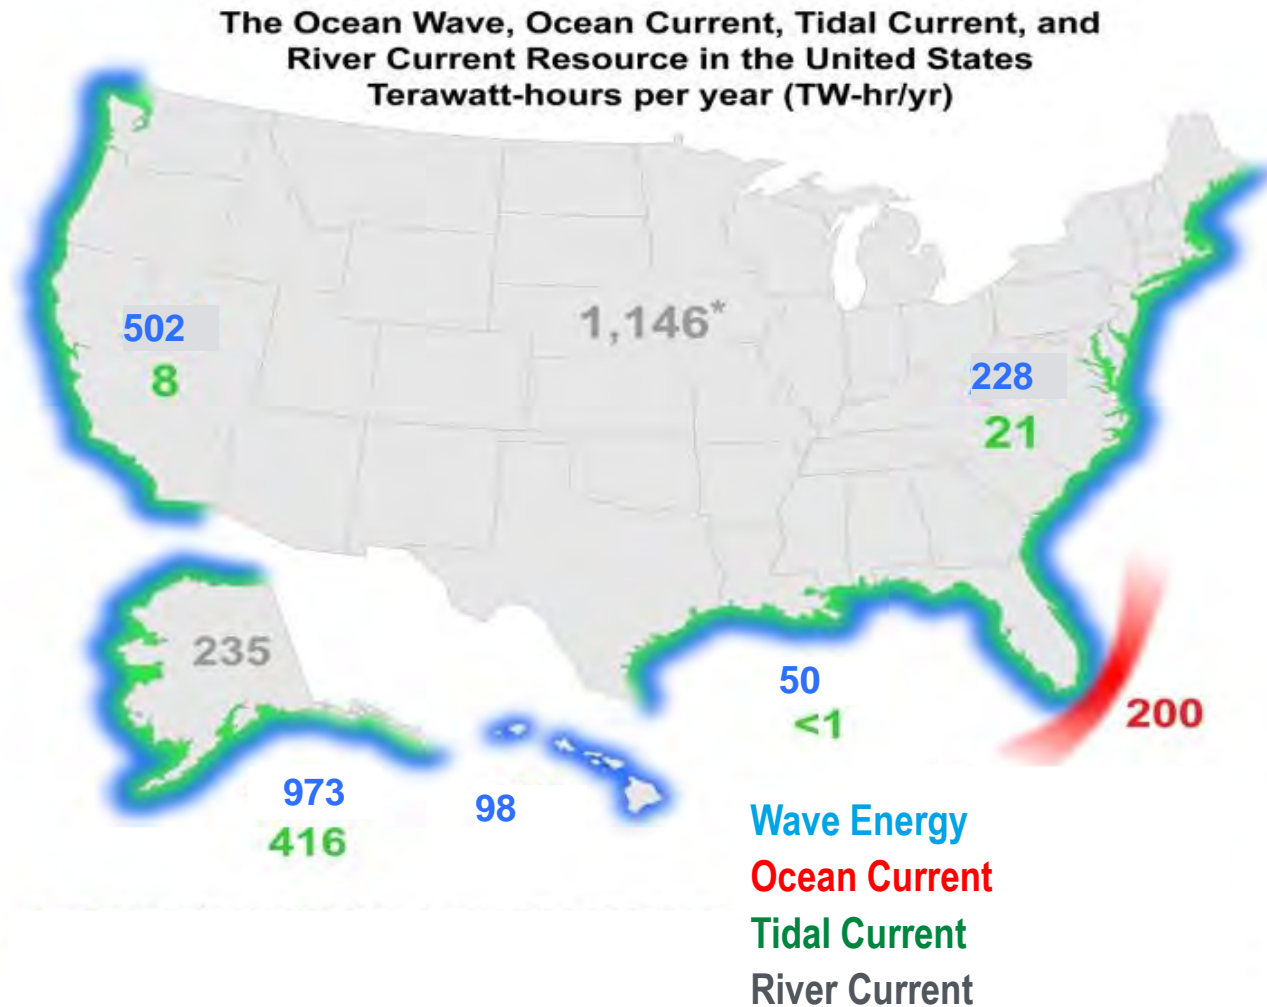 The Ocean Wave, Ocean Current, Tidal Current, and
River Current Resource in the United States
Terawatt-hours per year (TW-hr/yr)
502
8
1,146*
228
21
235
973
416
98
50
<1
200
Wave Energy
Ocean Current
Tidal Current
River Current